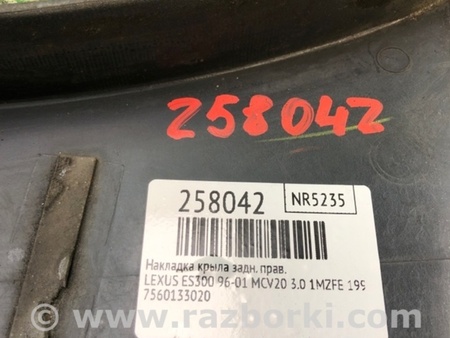 258042
258042
NR5235
Накладка крыла задн. прав.
LEXUS ES300 96-01 MCV20 3.0 1MZFE 199
7560133020
www.razborki.com